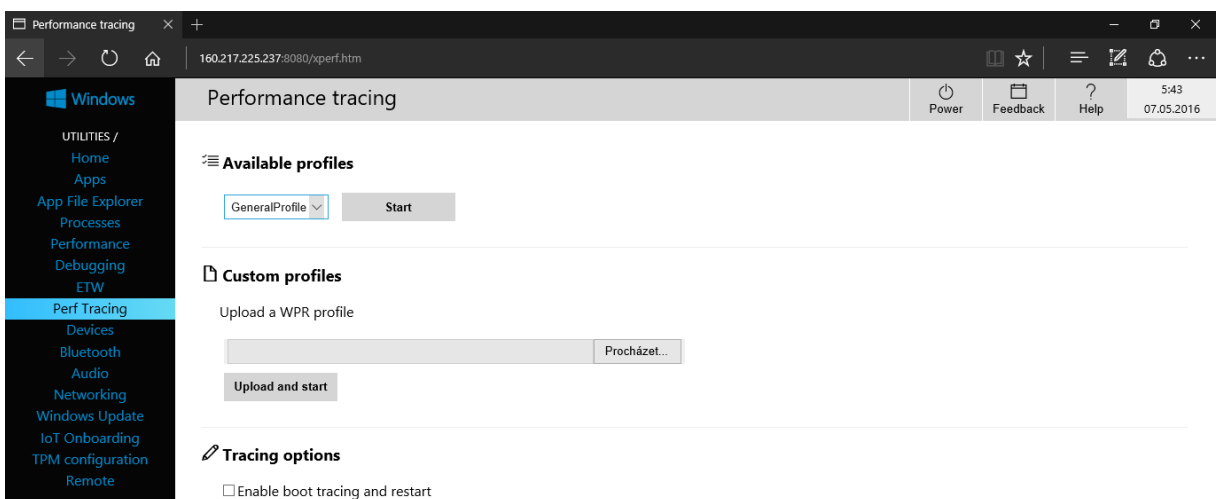 Performance tracing
160.217.225.237:8080/xperf.htm
Windows
Performance tracing
Power
Feedback
?
Help
5:43
07.05.2016
UTILITIES /
Home
Apps
App File Explorer
Processes
Performance
Debugging
ETW
Perf Tracing
Devices
Bluetooth
Audio
Networking
Windows Update
IoT Onboarding
TPM configuration
Remote
Available profiles
GeneralProfile
Start
Custom profiles
Upload a WPR profile
Procházet...
Upload and start
Tracing options
Enable boot tracing and restart